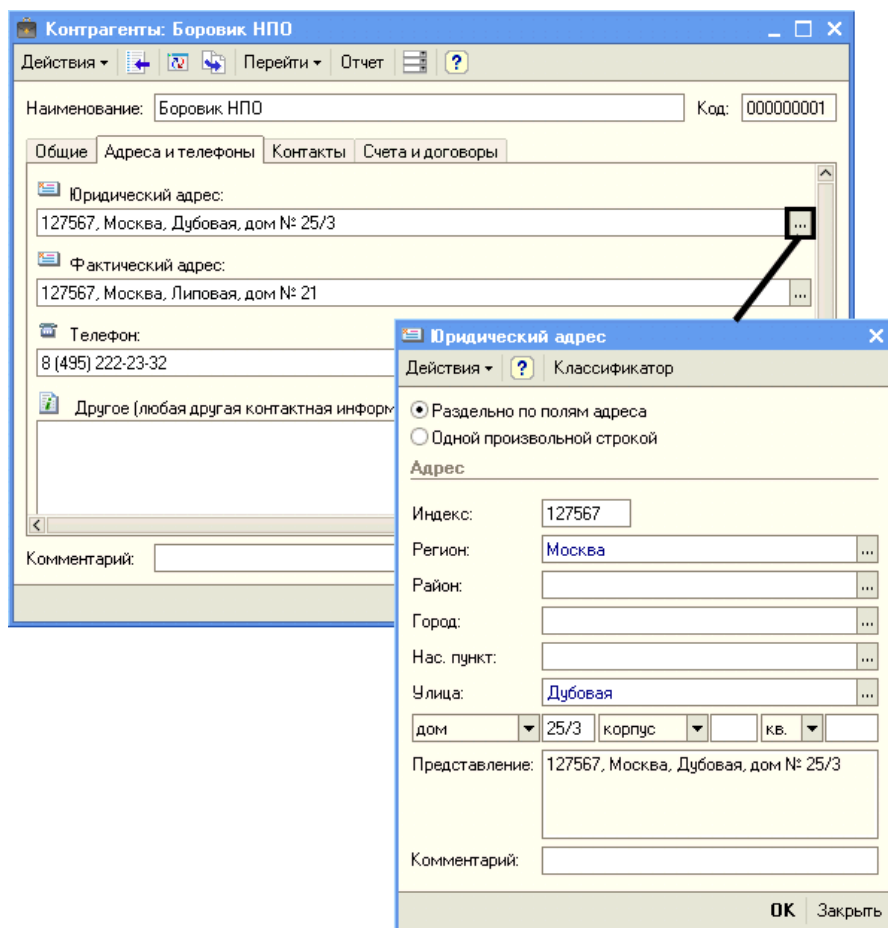 Контрагенты: Боровик НПО
Действия Перейти Отчет
Наименование: Боровик НПО Код: 000000001
Общие Адреса и телефоны Контакты Счета и договоры
Юридический адрес:
127567, Москва, Дубовая, дом № 25/3 ...
Фактический адрес:
127567, Москва, Липовая, дом № 21 ...
Телефон:
8 (495) 222-23-32
Другое (любая другая контактная информ
Комментарий:
Юридический адрес
Действия ? Классификатор
Раздельно по полям адреса
Одной произвольной строкой
Адрес
Индекс: 127567
Регион: Москва ...
Район: ...
Город: ...
Нас. пункт: ...
Улица: Дубовая ...
дом 25/3 корпус кв.
Представление: 127567, Москва, Дубовая, дом № 25/3
Комментарий:
OK Закрыть